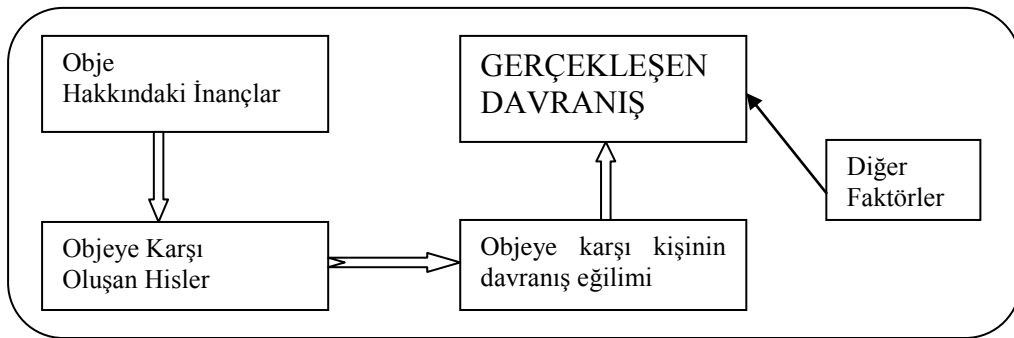 Obje
Hakkındaki İnançlar
GERÇEKLEŞEN
DAVRANIŞ
Diğer
Faktörler
Objeye Karşı
Oluşan Hisler
Objeye karşı kişinin
davranış eğilimi